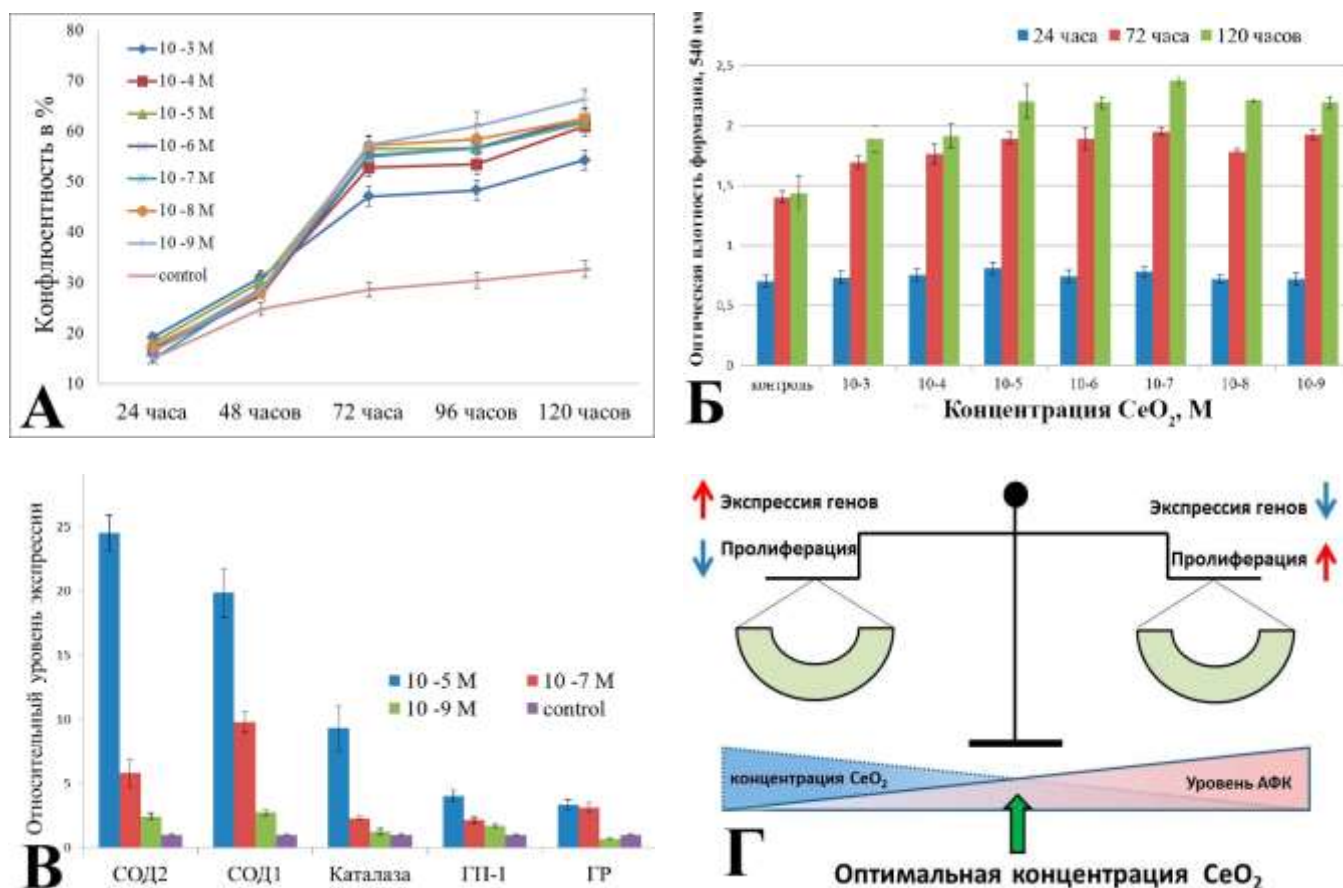 80
70
60
50
40
30
20
10
Конфлюентность в %
10 -3 М
10 -4 М
10 -5 М
10 -6 М
10 -7 М
10 -8 М
10 -9 М
control
24 часа 48 часов 72 часа 96 часов 120 часов
А
24 часа 72 часа 120 часов
Оптическая плотность формазана, 540 нм
2,5
2
1,5
1
0,5
0
контроль 10-3 10-4 10-5 10-6 10-7 10-8 10-9
Концентрация CeO₂, М
Б
Относительный уровень экспрессии
25
20
15
10
5
0
10 -5 М 10 -7 М
10 -9 М control
СОД2 СОД1 Каталаза ГП-1 ГР
В
Экспрессия генов
Пролиферация
Экспрессия генов
Пролиферация
концентрация CeO₂
Уровень АФК
Оптимальная концентрация CeO₂
Г